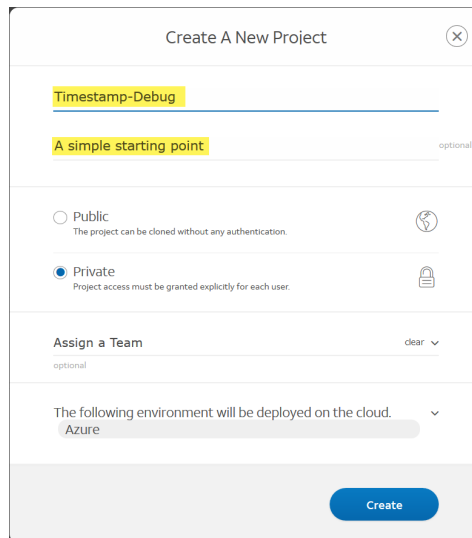 Create A New Project
Timestamp-Debug
A simple starting point
optional
Public
The project can be cloned without any authentication.
Private
Project access must be granted explicitly for each user.
Assign a Team
clear
optional
The following environment will be deployed on the cloud.
Azure
Create